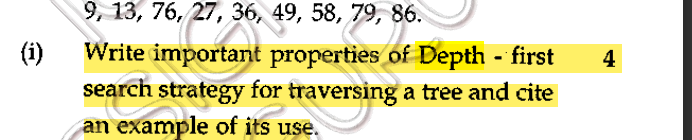 9, 13, 76, 27, 36, 49, 58, 79, 86.
(i) Write important properties of Depth - first 4
search strategy for traversing a tree and cite
an example of its use.